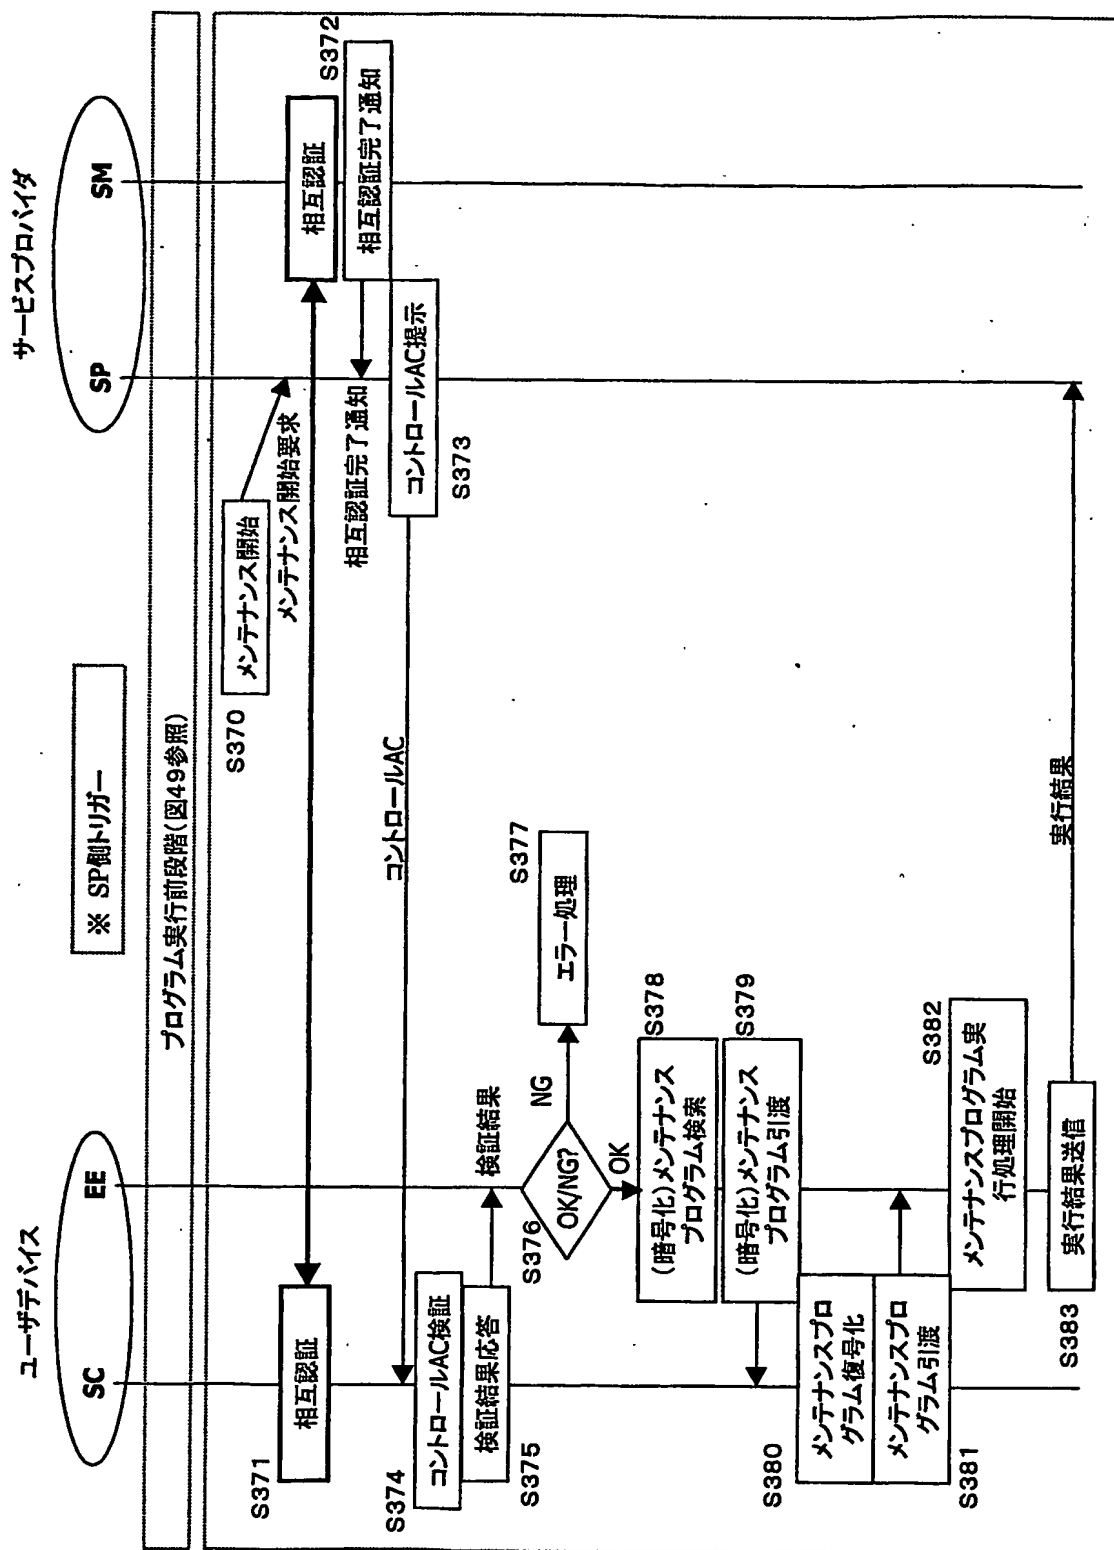 ※ SP側トリガー
ユーザデバイス
サービスプロバイダ
SC
EE
SP
SM
プログラム実行前段階(図49参照)
S370
メンテナンス開始
メンテナンス開始要求
S371
相互認証
相互認証
S372
相互認証完了通知
相互認証完了通知
コントロールAC提示
S373
コントロールAC
S374
コントロールAC検証
検証結果応答
S375
検証結果
S376
OK/NG?
NG
OK
S377
エラー処理
S378
(暗号化)メンテナンス
プログラム検索
S379
(暗号化)メンテナンス
プログラム引渡
S380
メンテナンスプロ
グラム復号化
メンテナンスプロ
グラム引渡
S381
S382
メンテナンスプログラム実
行処理開始
実行結果送信
S383
実行結果